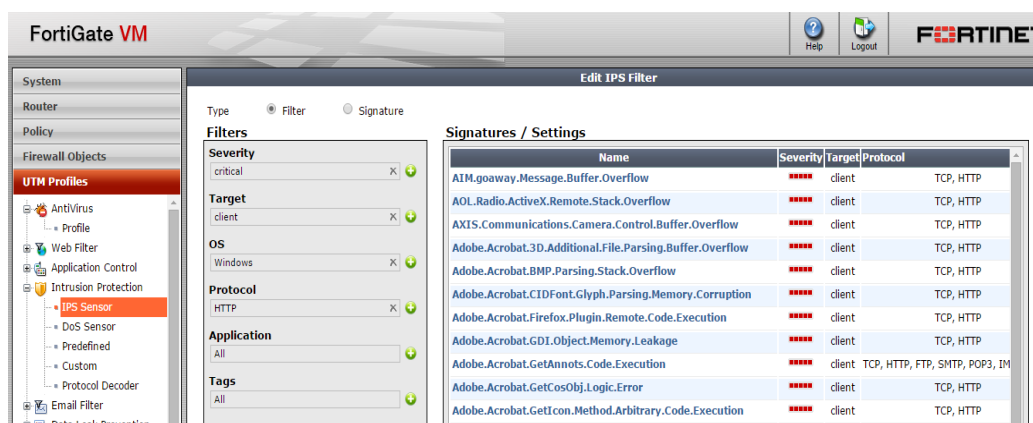 FortiGate VM
Help
Logout
FORTINET
System
Router
Policy
Firewall Objects
UTM Profiles
AntiVirus
Profile
Web Filter
Application Control
Intrusion Protection
IPS Sensor
DoS Sensor
Predefined
Custom
Protocol Decoder
Email Filter
Data Leak Prevention
Edit IPS Filter
Type Filter Signature
Filters
Severity
critical X
Target
client X
OS
Windows X
Protocol
HTTP X
Application
All
Tags
All
Signatures / Settings
Name Severity Target Protocol
AIM.goaway.Message.Buffer.Overflow client TCP, HTTP
AOL.Radio.ActiveX.Remote.Stack.Overflow client TCP, HTTP
AXIS.Communications.Camera.Control.Buffer.Overflow client TCP, HTTP
Adobe.Acrobat.3D.Additional.File.Parsing.Buffer.Overflow client TCP, HTTP
Adobe.Acrobat.BMP.Parsing.Stack.Overflow client TCP, HTTP
Adobe.Acrobat.CIDFont.Glyph.Parsing.Memory.Corruption client TCP, HTTP
Adobe.Acrobat.Firefox.Plugin.Remote.Code.Execution client TCP, HTTP
Adobe.Acrobat.GDI.Object.Memory.Leakage client TCP, HTTP
Adobe.Acrobat.GetAnnots.Code.Execution client TCP, HTTP, FTP, SMTP, POP3, IM
Adobe.Acrobat.GetCosObj.Logic.Error client TCP, HTTP
Adobe.Acrobat.GetIcon.Method.Arbitrary.Code.Execution client TCP, HTTP